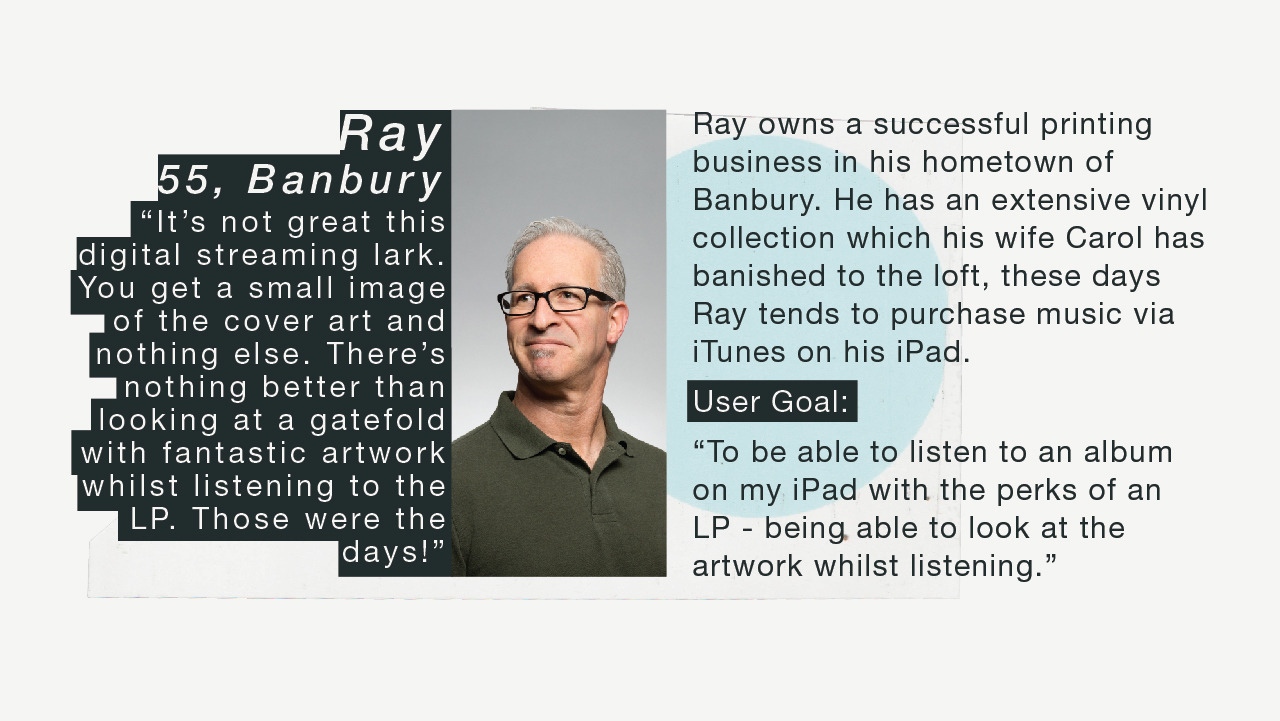 Ray
55, Banbury
“It’s not great this
digital streaming lark.
You get a small image
of the cover art and
nothing else. There’s
nothing better than
looking at a gatefold
with fantastic artwork
whilst listening to the
LP. Those were the
days!”
Ray owns a successful printing
business in his hometown of
Banbury. He has an extensive vinyl
collection which his wife Carol has
banished to the loft, these days
Ray tends to purchase music via
iTunes on his iPad.
User Goal:
“To be able to listen to an album
on my iPad with the perks of an
LP - being able to look at the
artwork whilst listening.”